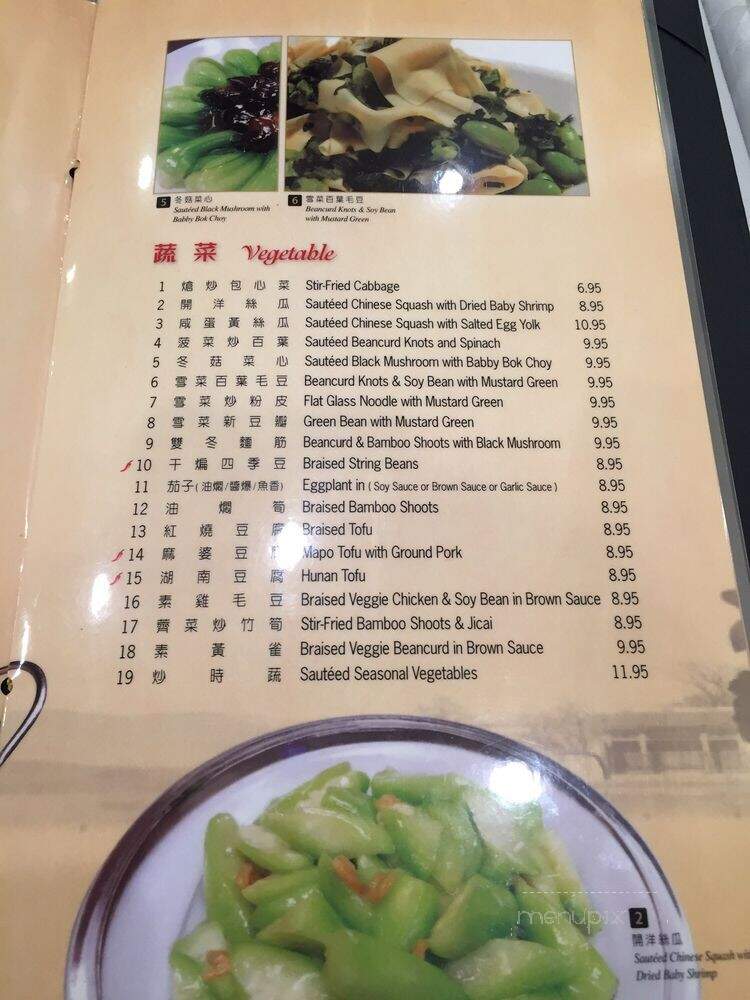 5 冬菇菜心
Sautéed Black Mushroom with
Babby Bok Choy
6 雪菜百葉毛豆
Beancurd Knots & Soy Bean
with Mustard Green
蔬菜 Vegetable
1 熗炒包心菜 Stir-Fried Cabbage 6.95
2 開洋絲瓜 Sautéed Chinese Squash with Dried Baby Shrimp 8.95
3 咸蛋黃絲瓜 Sautéed Chinese Squash with Salted Egg Yolk 10.95
4 菠菜炒百葉 Sautéed Beancurd Knots and Spinach 9.95
5 冬菇菜心 Sautéed Black Mushroom with Babby Bok Choy 9.95
6 雪菜百葉毛豆 Beancurd Knots & Soy Bean with Mustard Green 9.95
7 雪菜炒粉皮 Flat Glass Noodle with Mustard Green 9.95
8 雪菜新豆瓣 Green Bean with Mustard Green 9.95
9 雙冬麵筋 Beancurd & Bamboo Shoots with Black Mushroom 9.95
10 干煸四季豆 Braised String Beans 8.95
11 茄子(油燜/醬爆/魚香) Eggplant in ( Soy Sauce or Brown Sauce or Garlic Sauce ) 8.95
12 油燜筍 Braised Bamboo Shoots 8.95
13 紅燒豆腐 Braised Tofu 8.95
14 麻婆豆腐 Mapo Tofu with Ground Pork 8.95
15 湖南豆腐 Hunan Tofu 8.95
16 素雞毛豆 Braised Veggie Chicken & Soy Bean in Brown Sauce 8.95
17 薺菜炒竹筍 Stir-Fried Bamboo Shoots & Jicai 8.95
18 素黃雀 Braised Veggie Beancurd in Brown Sauce 9.95
19 炒時蔬 Sautéed Seasonal Vegetables 11.95
menupix
2
開洋絲瓜
Sautéed Chinese Squash wi
Dried Baby Shrimp